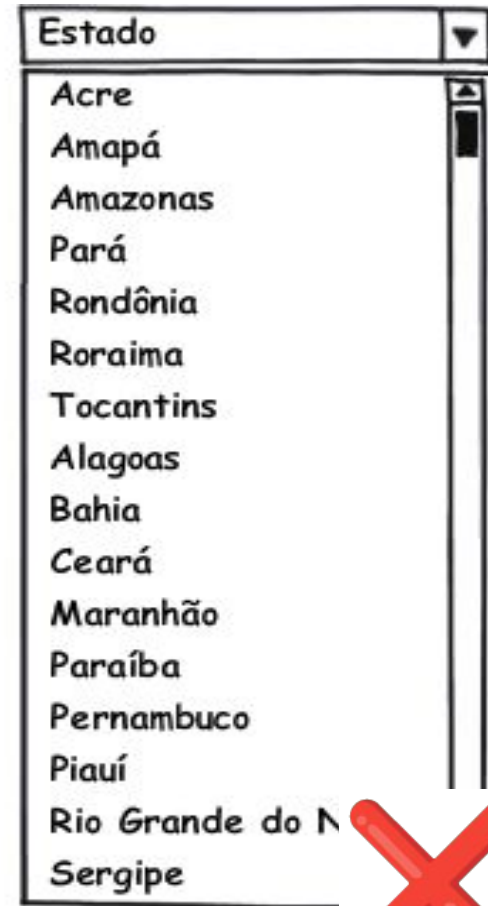 Estado
Acre
Amapá
Amazonas
Pará
Rondônia
Roraima
Tocantins
Alagoas
Bahia
Ceará
Maranhão
Paraíba
Pernambuco
Piauí
Rio Grande do N
Sergipe